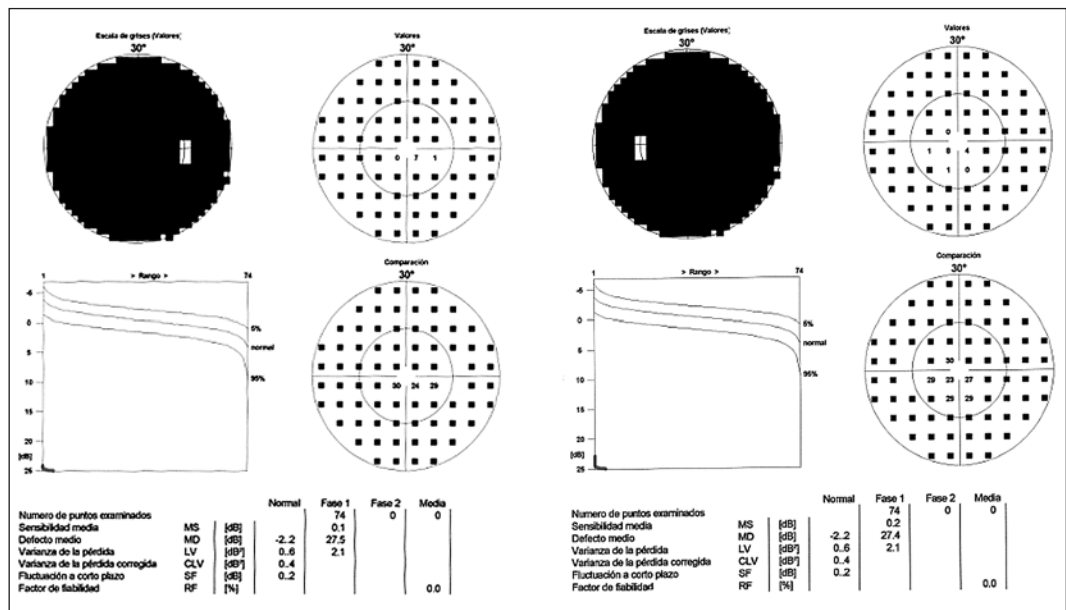 Escala de grises (Valores)
30°
Valores
30°
0 7 1
1 > Rango > 74
-5
0
5
10
15
20
[dB]
25
5%
normal
95%
Comparación
30°
30 24 29
Normal Fase 1 Fase 2 Media
Numero de puntos examinados 74 0 0
Sensibilidad media MS [dB] 0.1
Defecto medio MD [dB] -2..2 27.5
Varianza de la pérdida LV [dB²] 0..6 2.1
Varianza de la pérdida corregida CLV [dB²] 0..4
Fluctuación a corto plazo SF [dB] 0..2
Factor de fiabilidad RF [%] 0.0
Escala de grises (Valores)
30°
Valores
30°
0
1 8 4
1 0
1 > Rango > 74
-5
0
5
10
15
20
[dB]
25
5%
normal
95%
Comparación
30°
30
29 23 27
29 29
Normal Fase 1 Fase 2 Media
Numero de puntos examinados 74 0 0
Sensibilidad media MS [dB] 0.2
Defecto medio MD [dB] -2..2 27.4
Varianza de la pérdida LV [dB²] 0..6 2.1
Varianza de la pérdida corregida CLV [dB²] 0..4
Fluctuación a corto plazo SF [dB] 0..2
Factor de fiabilidad RF [%] 0.0